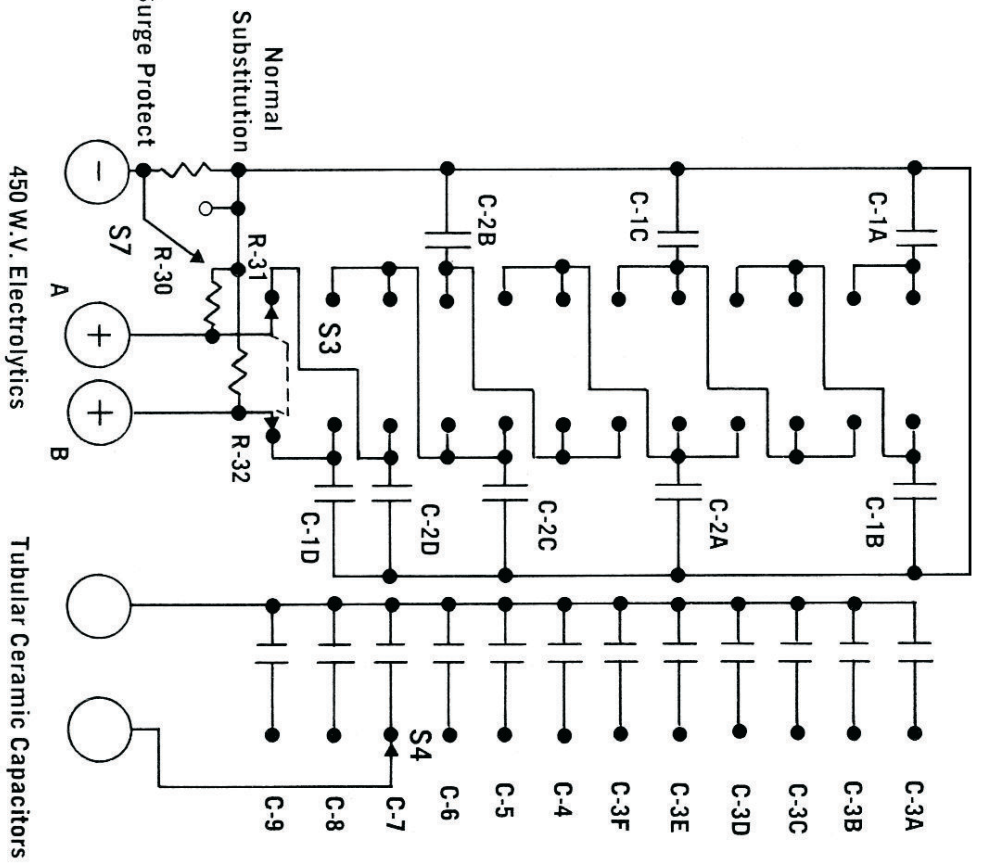 C-3A
C-1A
C-1B
C-3B
C-3C
C-3D
C-2A
C-3E
C-1C
C-3F
C-4
C-2C
C-5
C-2B
C-6
C-2D
S4
C-7
S3
C-8
C-1D
C-9
Normal
Substitution
R-31
R-32
R-30
Surge Protect
S7
A
B
450 W.V. Electrolytics
Tubular Ceramic Capacitors